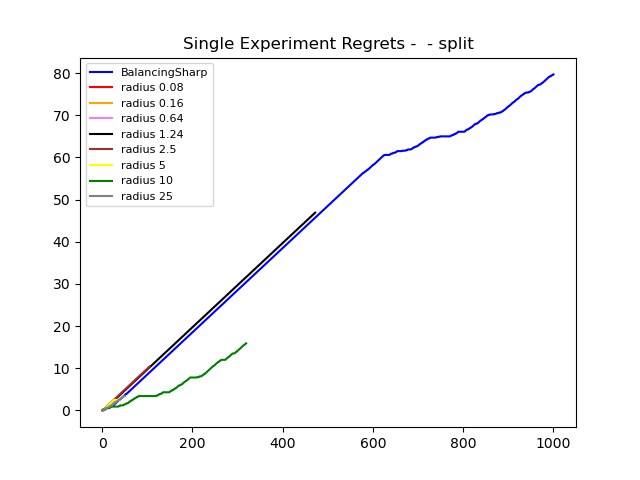 Single Experiment Regrets -  - split
BalancingSharp
radius 0.08
radius 0.16
radius 0.64
radius 1.24
radius 2.5
radius 5
radius 10
radius 25
80
70
60
50
40
30
20
10
0
0 200 400 600 800 1000